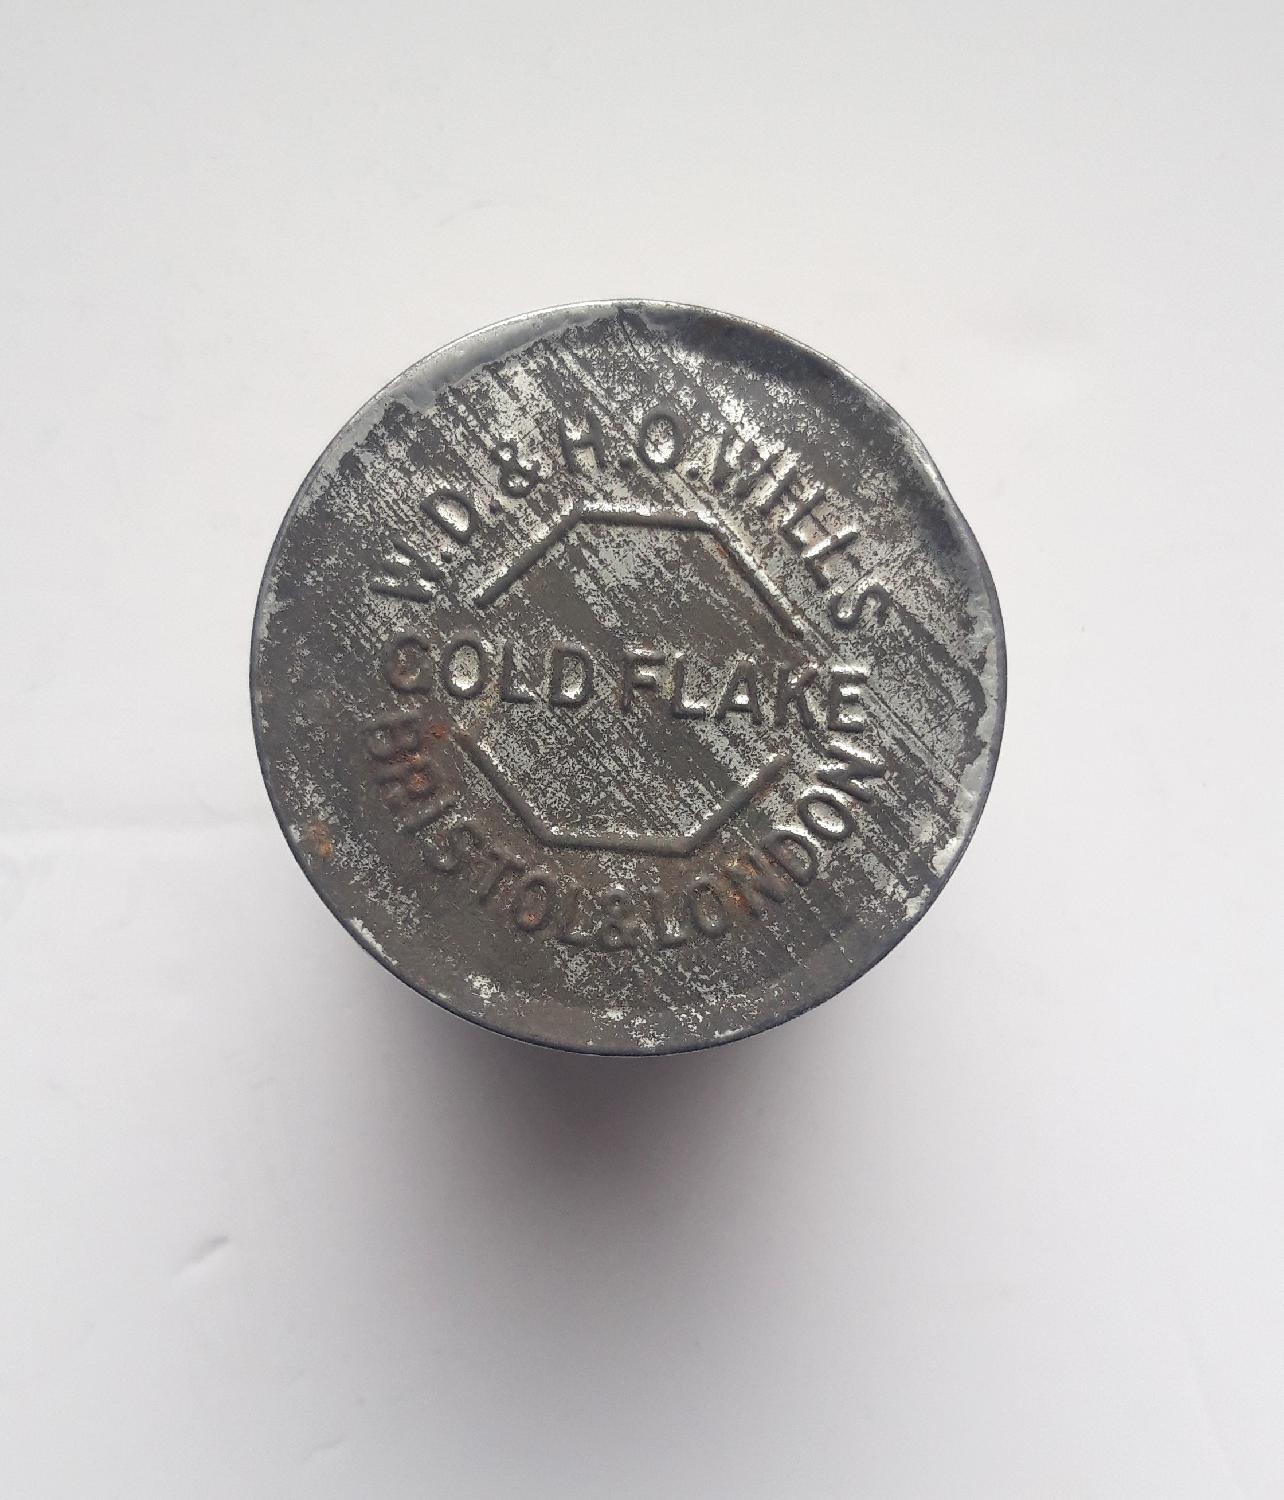 W.D. & H.O. WILLS
GOLD FLAKE
BRISTOL & LONDON